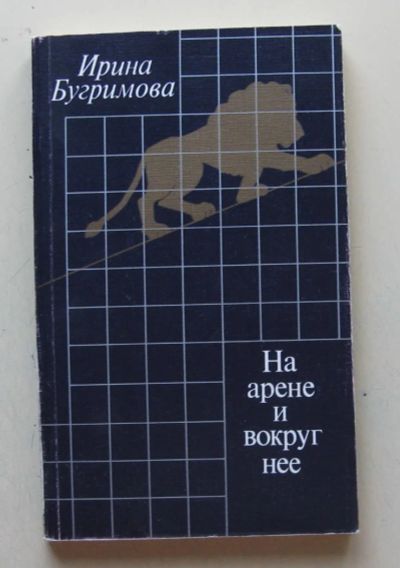 Ирина
Бугримова
На
арене
и
вокруг
нее